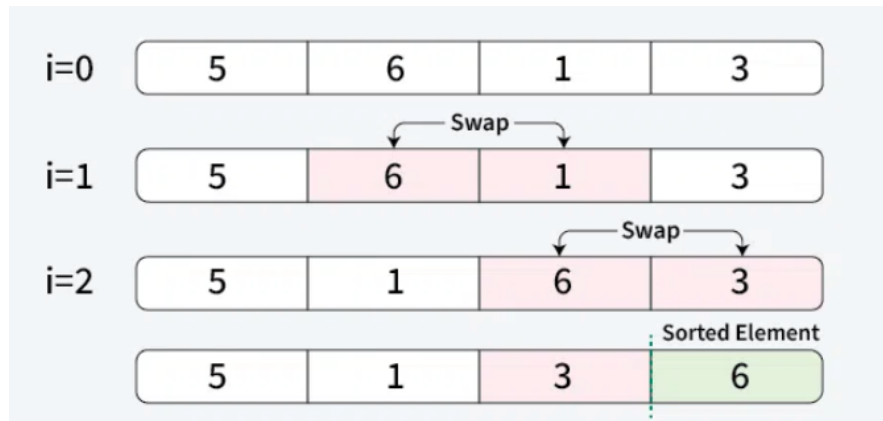 i=0 5 6 1 3
Swap
i=1 5 6 1 3
Swap
i=2 5 1 6 3
Sorted Element
5 1 3 6